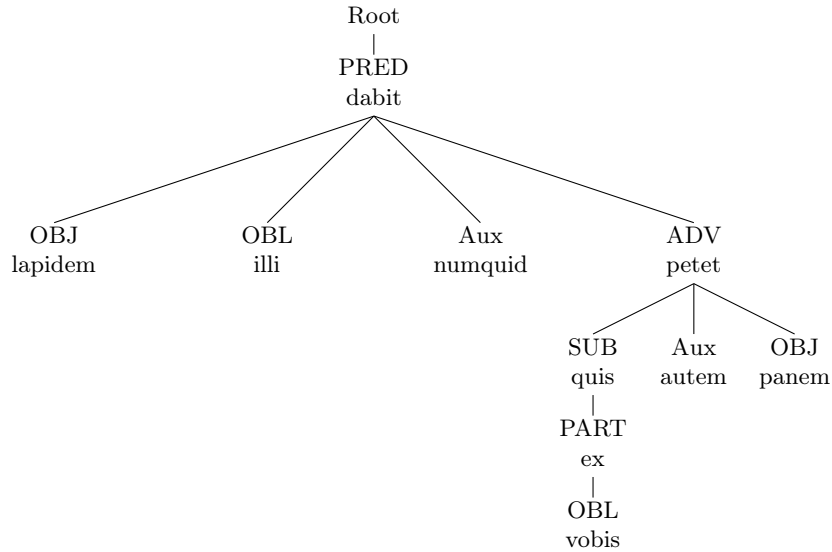 Root
PRED
dabit
OBJ OBL Aux ADV
lapidem illi numquid petet
SUB Aux OBJ
quis autem panem
PART
ex
OBL
vobis